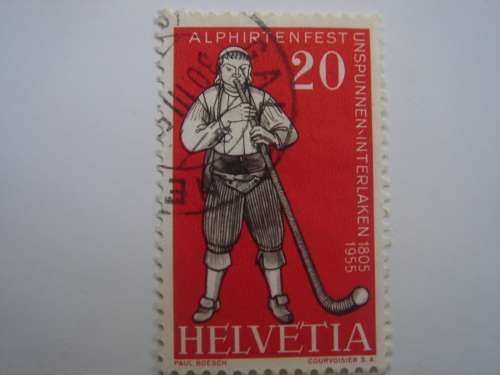 ALPHIRTENFEST
UNSPUNNEN-INTERLAKEN 1805
1955
20
HELVETIA
PAUL BOESCH
COURVOISIER S.A.